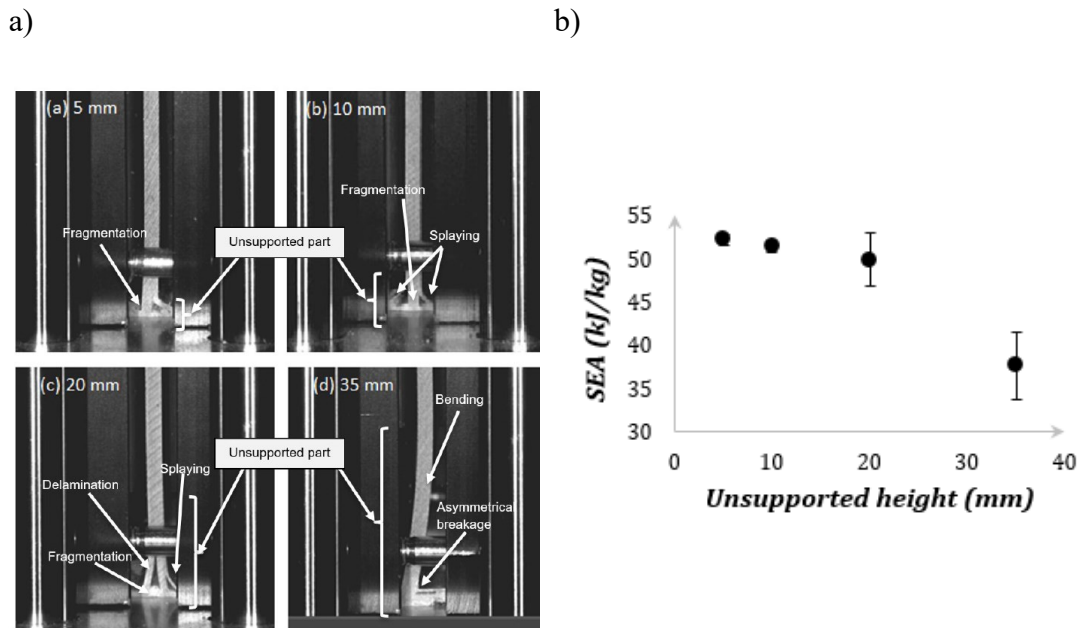 a)
b)
(a) 5 mm
(b) 10 mm
Fragmentation
Fragmentation
Unsupported part
Splaying
(c) 20 mm
(d) 35 mm
Bending
Unsupported part
Splaying
Delamination
Asymmetrical
breakage
Fragmentation
SEA (kJ/kg)
55
50
45
40
35
30
0
10
20
30
40
Unsupported height (mm)